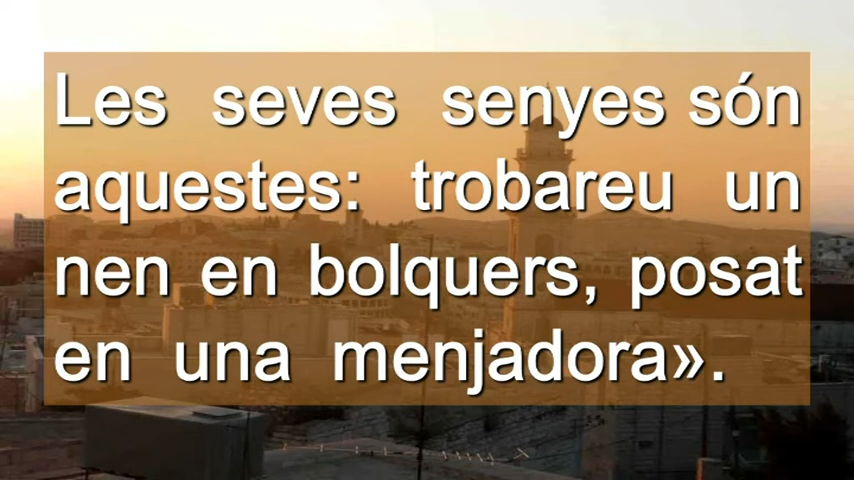 Les seves senyes són
aquestes: trobareu un
nen en bolquers, posat
en una menjadora».